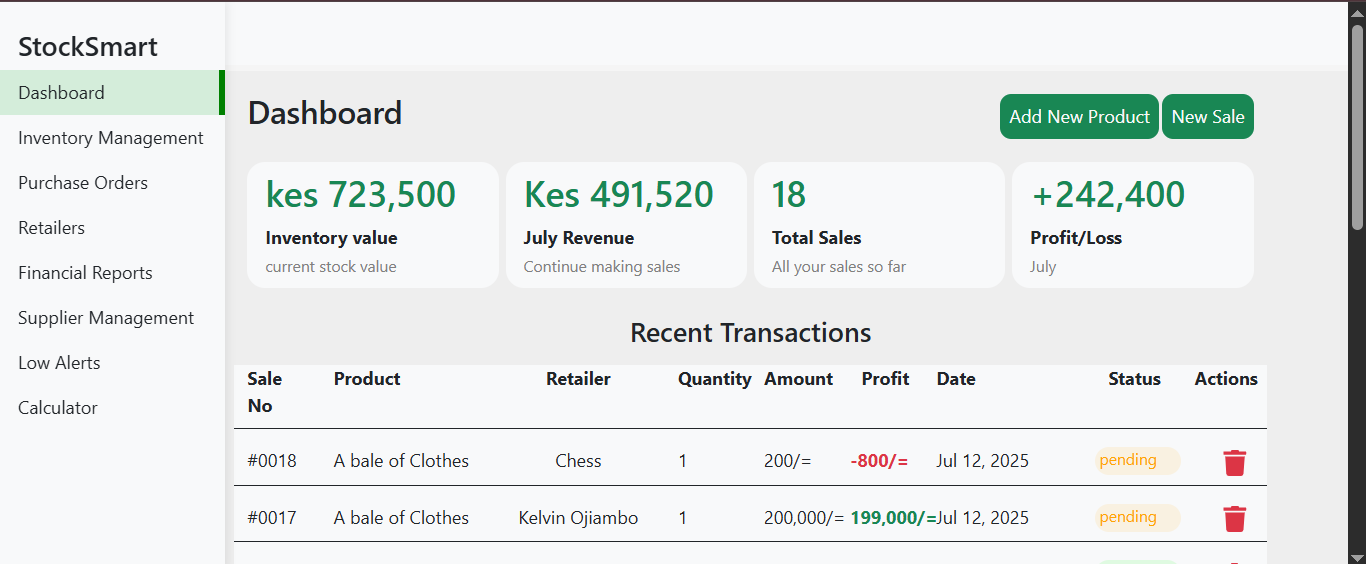 StockSmart
Dashboard
Inventory Management
Purchase Orders
Retailers
Financial Reports
Supplier Management
Low Alerts
Calculator
Dashboard
Add New Product New Sale
kes 723,500
Inventory value
current stock value
Kes 491,520
July Revenue
Continue making sales
18
Total Sales
All your sales so far
+242,400
Profit/Loss
July
Recent Transactions
Sale No Product Retailer Quantity Amount Profit Date Status Actions
#0018 A bale of Clothes Chess 1 200/= -800/= Jul 12, 2025 pending
#0017 A bale of Clothes Kelvin Ojiambo 1 200,000/= 199,000/= Jul 12, 2025 pending